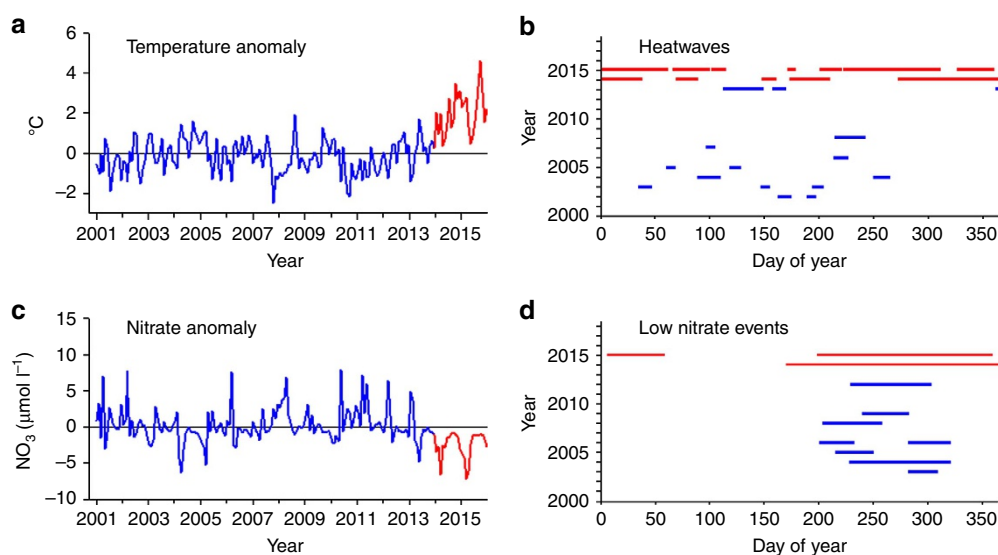 a
Temperature anomaly
°C
6
4
2
0
−2
2001 2003 2005 2007 2009 2011 2013 2015
Year
b
Heatwaves
Year
2015
2010
2005
2000
0 50 100 150 200 250 300 350
Day of year
c
Nitrate anomaly
NO₃ (μmol l⁻¹)
15
10
5
0
−5
−10
2001 2003 2005 2007 2009 2011 2013 2015
Year
d
Low nitrate events
Year
2015
2010
2005
2000
0 50 100 150 200 250 300 350
Day of year